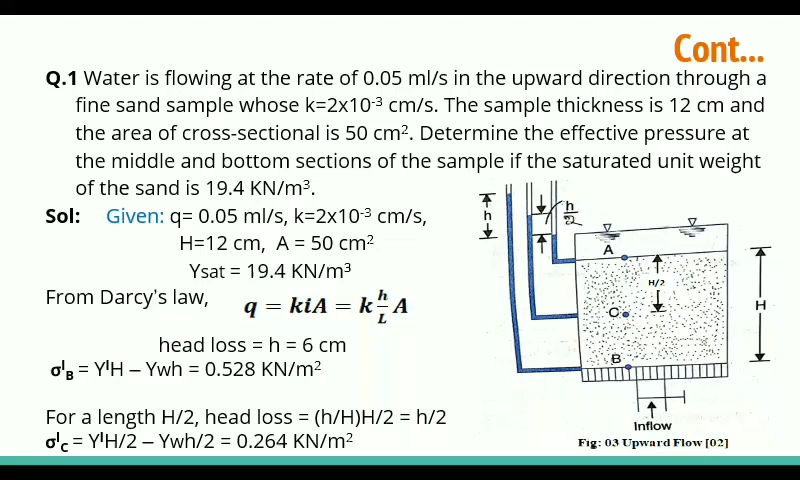 Cont...
Q.1 Water is flowing at the rate of 0.05 ml/s in the upward direction through a
fine sand sample whose k=2x10⁻³ cm/s. The sample thickness is 12 cm and
the area of cross-sectional is 50 cm². Determine the effective pressure at
the middle and bottom sections of the sample if the saturated unit weight
of the sand is 19.4 KN/m³.
Sol: Given: q= 0.05 ml/s, k=2x10⁻³ cm/s,
H=12 cm, A = 50 cm²
Ysat = 19.4 KN/m³
From Darcy's law, q = kiA = k h/L A
head loss = h = 6 cm
σᴵB = YᴵH – Ywh = 0.528 KN/m²
For a length H/2, head loss = (h/H)H/2 = h/2
σᴵC = YᴵH/2 – Ywh/2 = 0.264 KN/m²
h
h/2
A
H/2
H
C
B
Inflow
Fig: 03 Upward Flow [02]